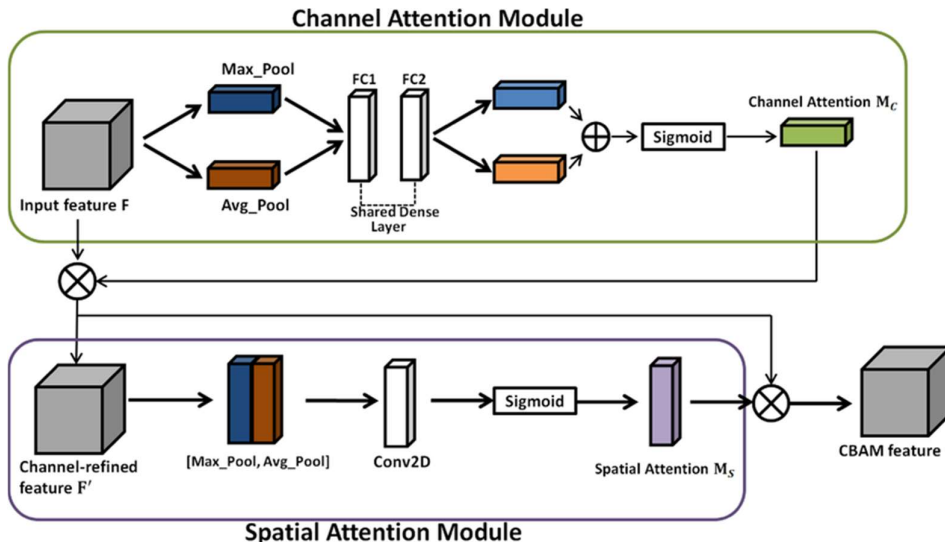 Channel Attention Module
Max_Pool
FC1 FC2
Channel Attention M_C
Sigmoid
Input feature F
Avg_Pool
Shared Dense
Layer
Sigmoid
[Max_Pool, Avg_Pool]
Conv2D
Spatial Attention M_S
CBAM feature
Channel-refined
feature F′
Spatial Attention Module